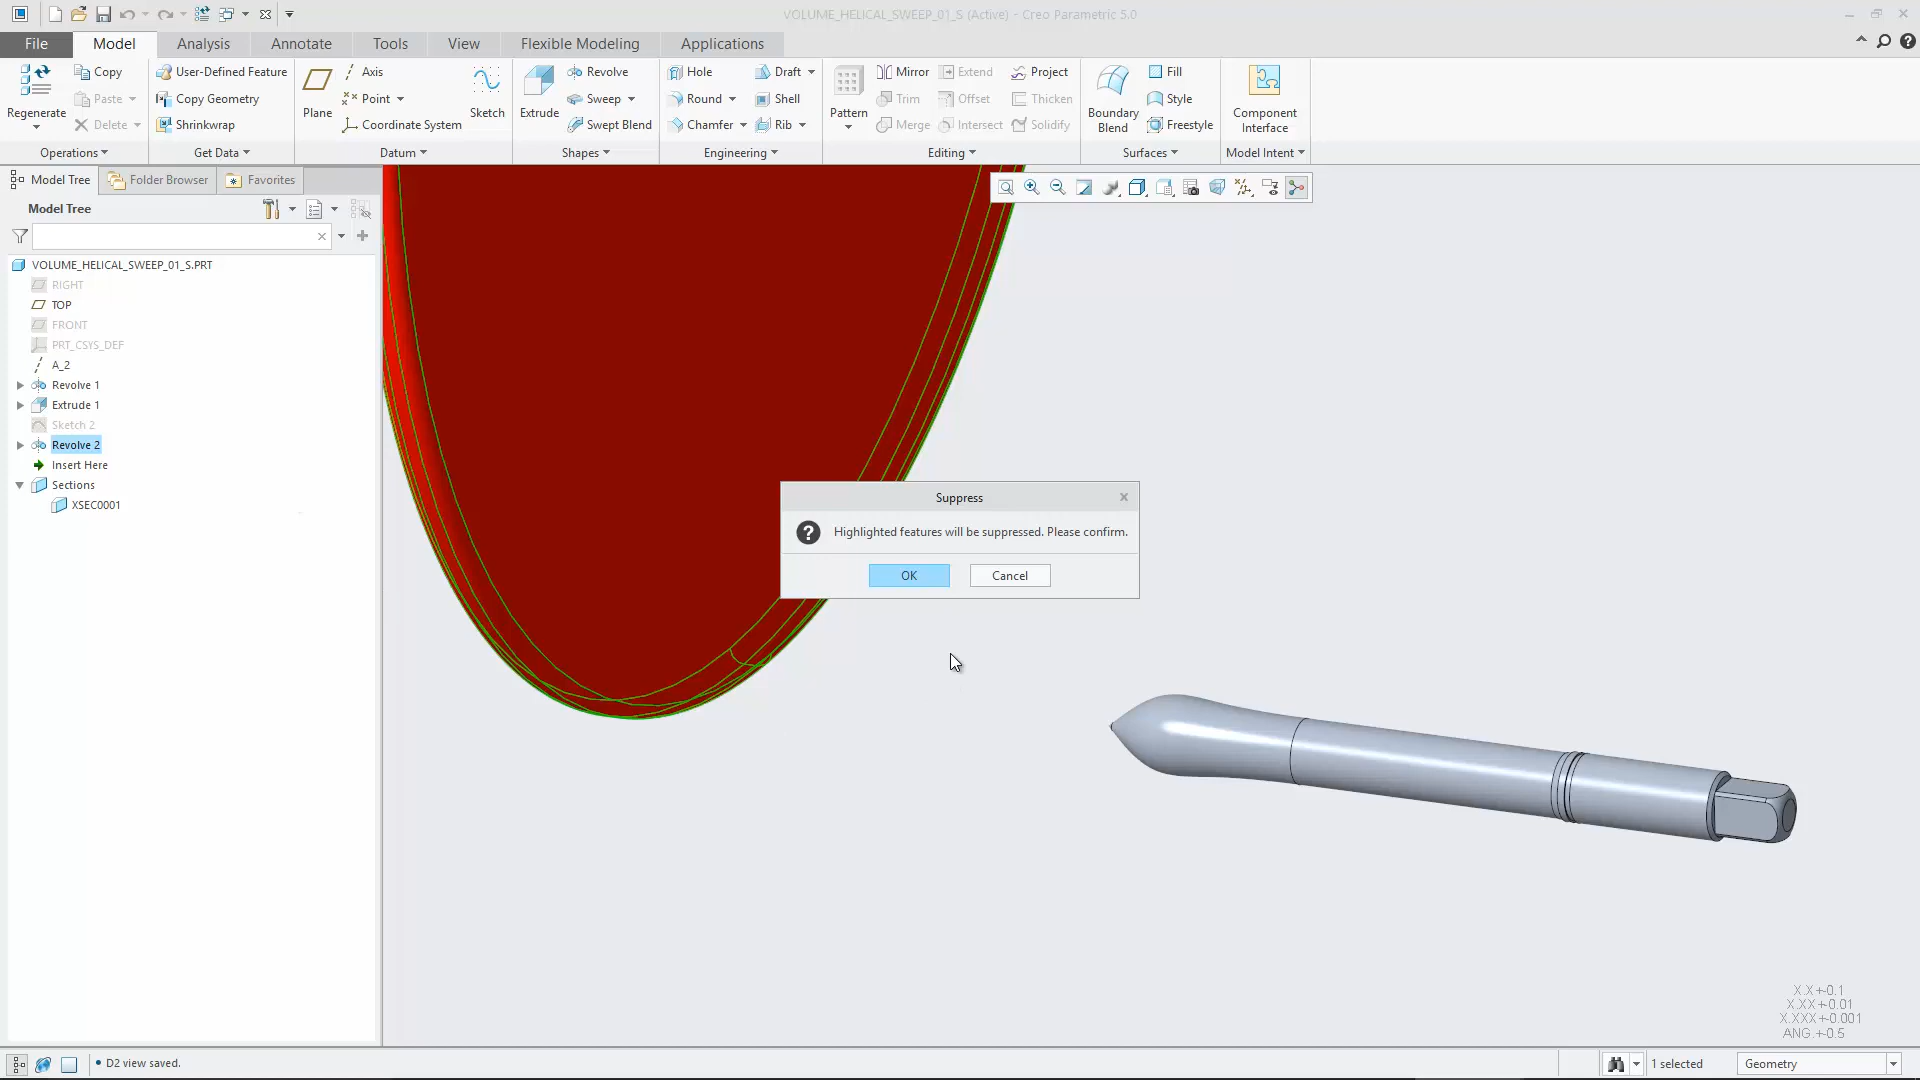 VOLUME_HELICAL_SWEEP_01_S (Active) - Creo Parametric 5.0
File
Model
Analysis
Annotate
Tools
View
Flexible Modeling
Applications
Regenerate
Copy
Paste
Delete
Operations
User-Defined Feature
Copy Geometry
Shrinkwrap
Get Data
Plane
Axis
Point
Coordinate System
Sketch
Datum
Extrude
Revolve
Sweep
Swept Blend
Shapes
Hole
Round
Chamfer
Draft
Shell
Rib
Engineering
Pattern
Mirror
Trim
Merge
Extend
Offset
Intersect
Project
Thicken
Solidify
Editing
Boundary
Blend
Fill
Style
Freestyle
Surfaces
Component
Interface
Model Intent
Model Tree
Folder Browser
Favorites
Model Tree
VOLUME_HELICAL_SWEEP_01_S.PRT
RIGHT
TOP
FRONT
PRT_CSYS_DEF
A_2
Revolve 1
Extrude 1
Sketch 2
Revolve 2
Insert Here
Sections
XSEC0001
Suppress
Highlighted features will be suppressed. Please confirm.
OK
Cancel
X.X+-0.1
X.XX+-0.01
X.XXX+-0.001
ANG.+-0.5
D2 view saved.
1 selected
Geometry